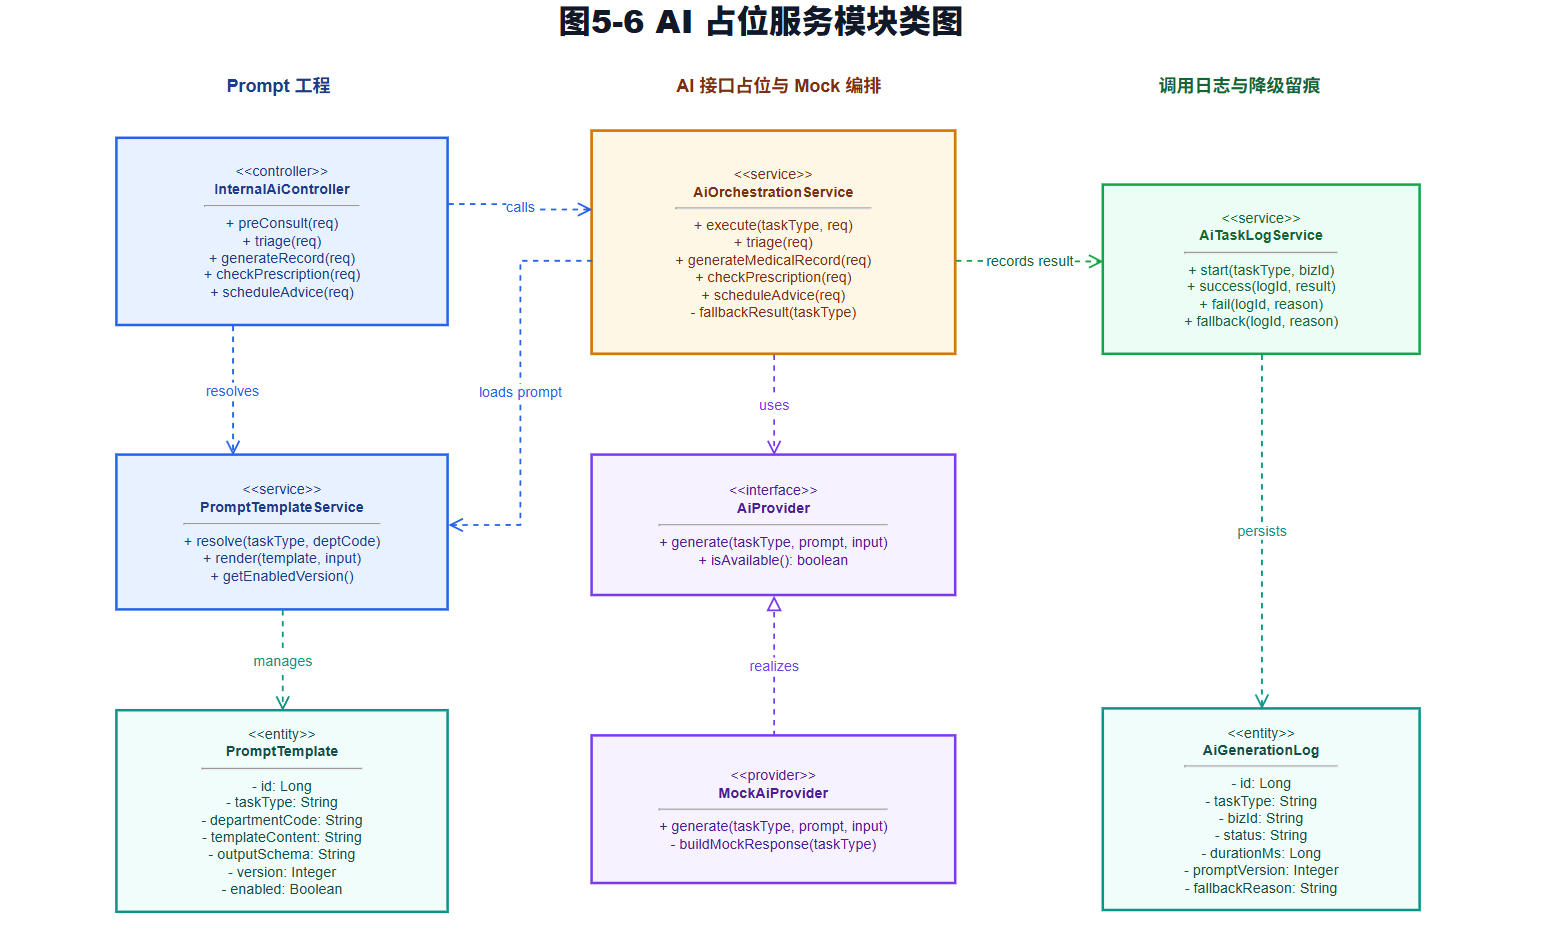 图5-6 AI 占位服务模块类图
Prompt 工程
AI 接口占位与 Mock 编排
调用日志与降级留痕
<<controller>>
InternalAiController
+ preConsult(req)
+ triage(req)
+ generateRecord(req)
+ checkPrescription(req)
+ scheduleAdvice(req)
calls
<<service>>
AiOrchestrationService
+ execute(taskType, req)
+ triage(req)
+ generateMedicalRecord(req)
+ checkPrescription(req)
+ scheduleAdvice(req)
- fallbackResult(taskType)
records result
<<service>>
AiTaskLogService
+ start(taskType, bizId)
+ success(logId, result)
+ fail(logId, reason)
+ fallback(logId, reason)
resolves
loads prompt
uses
<<service>>
PromptTemplateService
+ resolve(taskType, deptCode)
+ render(template, input)
+ getEnabledVersion()
<<interface>>
AiProvider
+ generate(taskType, prompt, input)
+ isAvailable(): boolean
persists
manages
realizes
<<entity>>
PromptTemplate
- id: Long
- taskType: String
- departmentCode: String
- templateContent: String
- outputSchema: String
- version: Integer
- enabled: Boolean
<<provider>>
MockAiProvider
+ generate(taskType, prompt, input)
- buildMockResponse(taskType)
<<entity>>
AiGenerationLog
- id: Long
- taskType: String
- bizId: String
- status: String
- durationMs: Long
- promptVersion: Integer
- fallbackReason: String